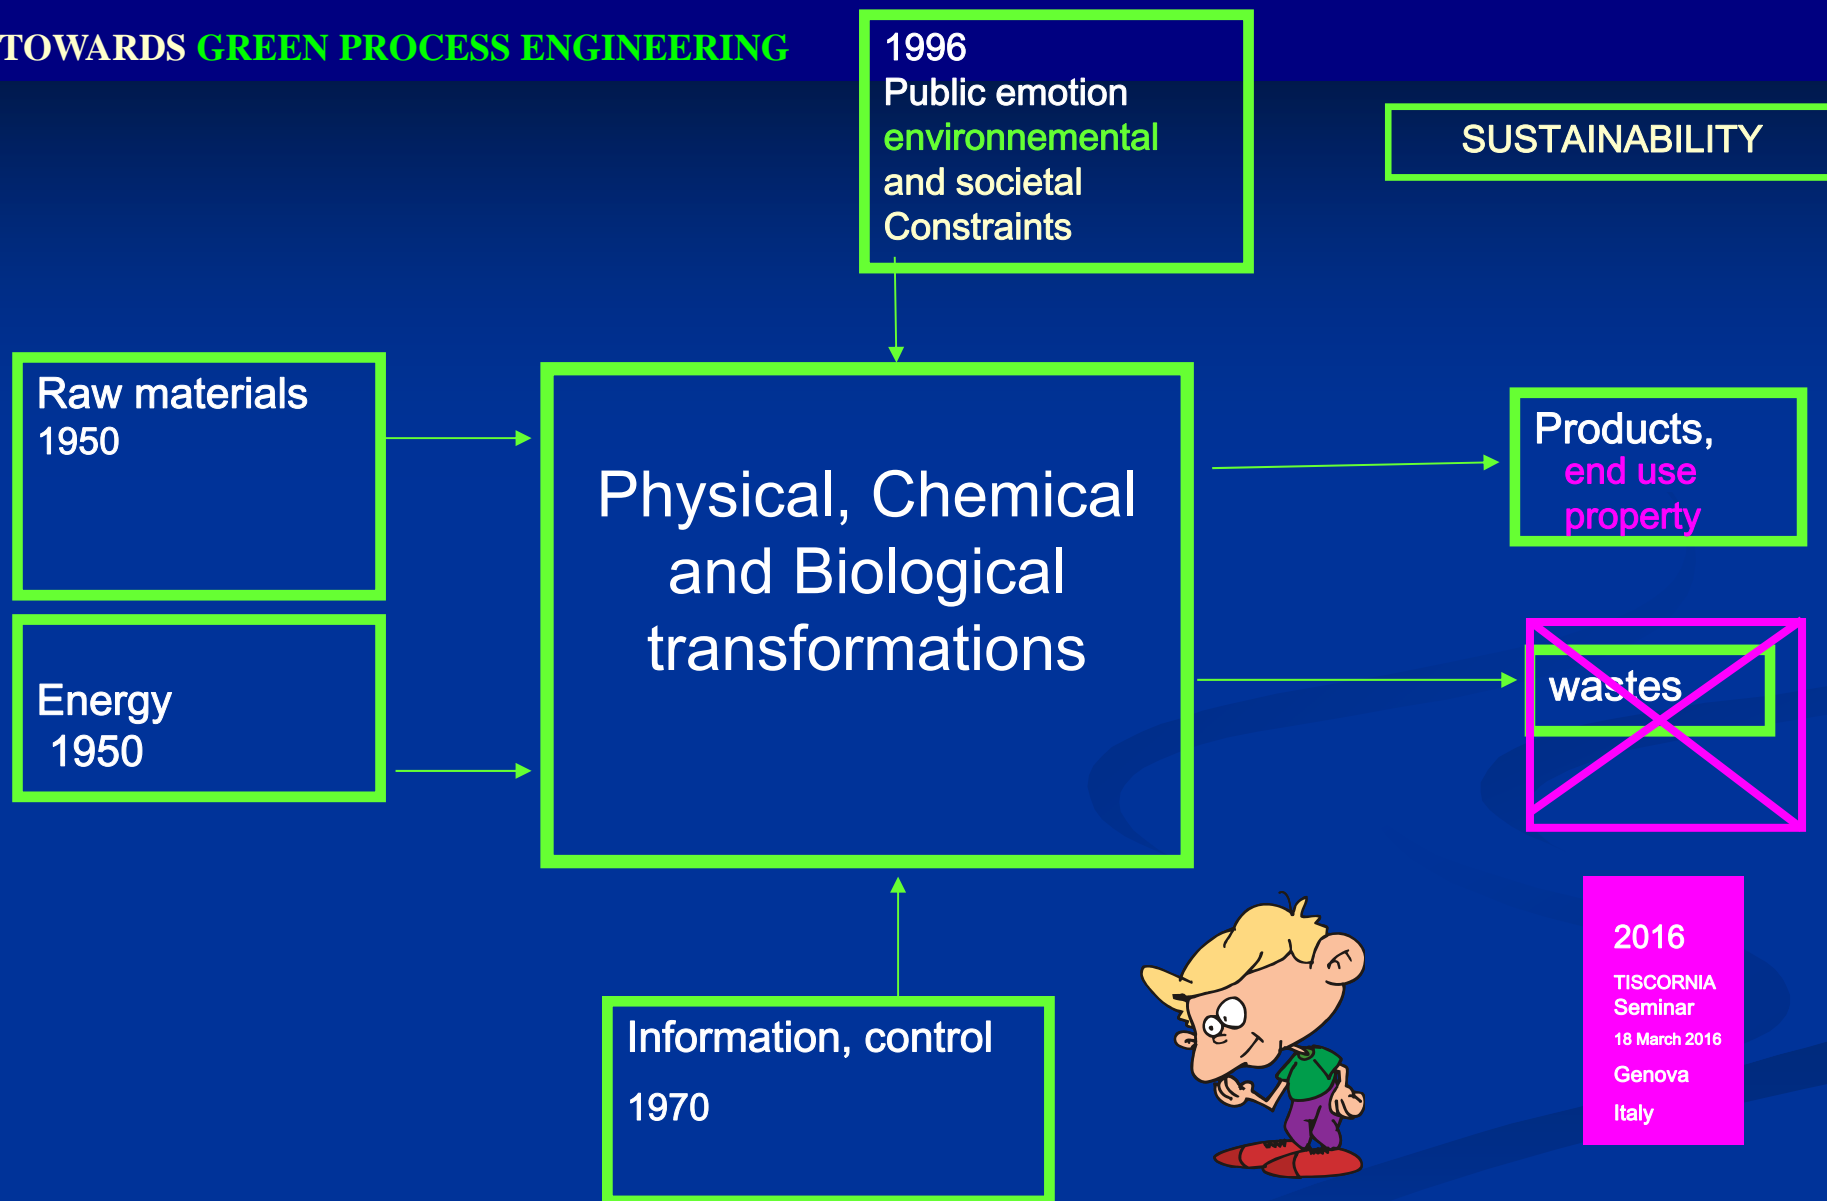 TOWARDS GREEN PROCESS ENGINEERING
1996
Public emotion
environnemental
and societal
Constraints
SUSTAINABILITY
Raw materials
1950
Energy
1950
Physical, Chemical
and Biological
transformations
Products,
end use
property
wastes
Information, control
1970
2016
TISCORNIA
Seminar
18 March 2016
Genova
Italy